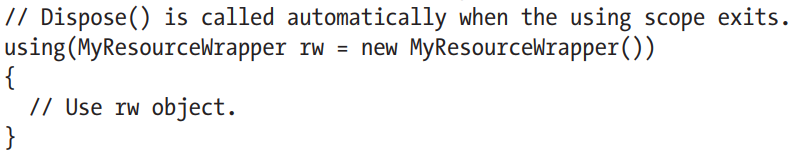 // Dispose() is called automatically when the using scope exits.
using(MyResourceWrapper rw = new MyResourceWrapper())
{
  // Use rw object.
}